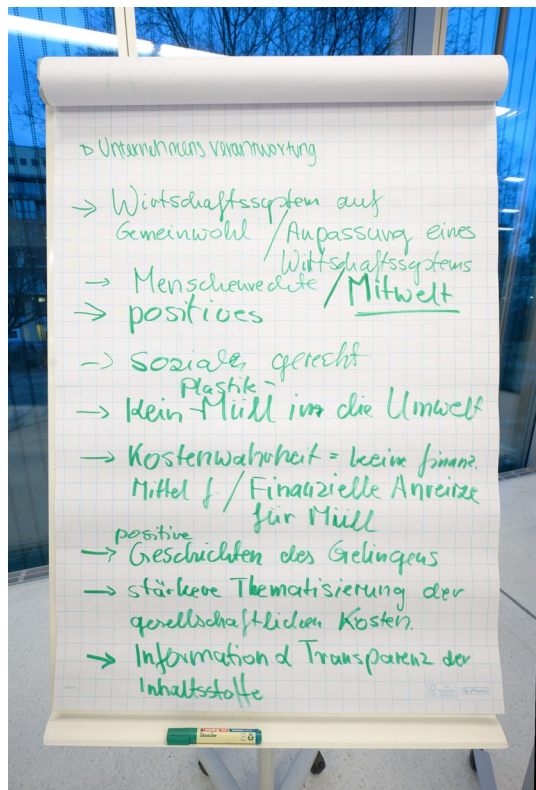 ▷ Unternehmensverantwortung
→ Wirtschaftssystem auf
Gemeinwohl / Anpassung eines
Wirtschaftssystems
→ Menschenrechte / Mitwelt
→ positives
→ soziales gerecht
Plastik-
→ kein Müll in die Umwelt
→ Kostenwahrheit = keine finanz.
Mittel f. / Finanzielle Anreize
für Müll
positive
→ Geschichten des Gelingens
→ stärkere Thematisierung der
gesellschaftlichen Kosten.
→ Information & Transparenz der
Inhaltsstoffe